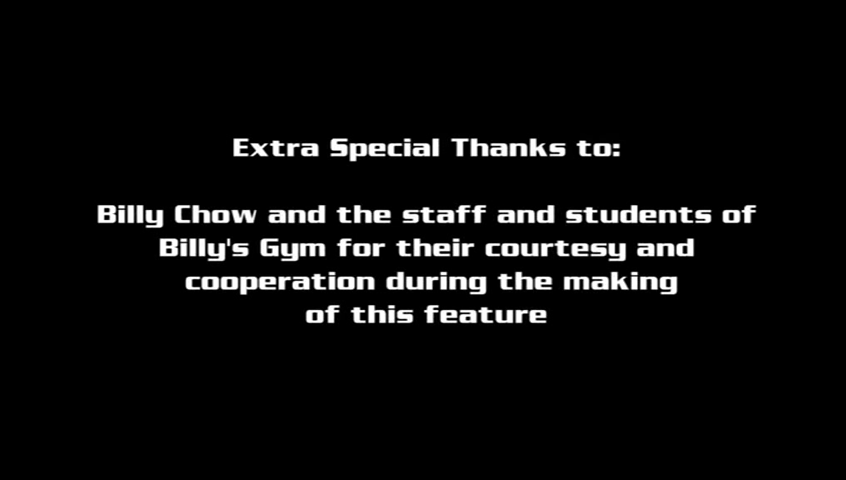 Extra Special Thanks to:
Billy Chow and the staff and students of
Billy's Gym for their courtesy and
cooperation during the making
of this feature